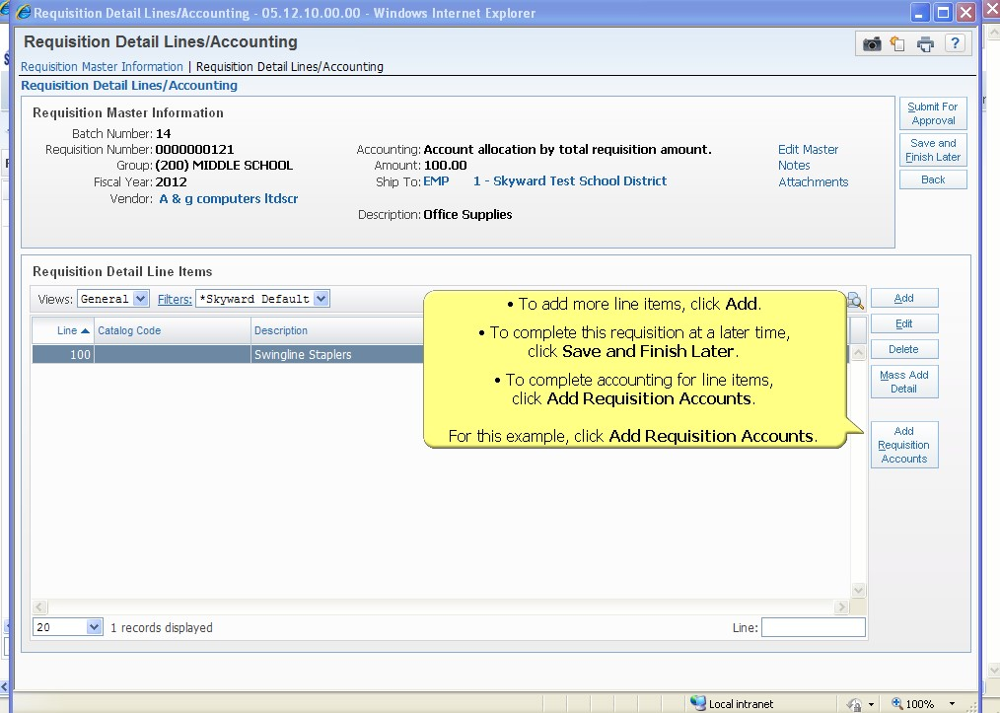 Requisition Detail Lines/Accounting - 05.12.10.00.00 - Windows Internet Explorer
Requisition Detail Lines/Accounting
?
Requisition Master Information | Requisition Detail Lines/Accounting
Requisition Detail Lines/Accounting
Requisition Master Information
Batch Number: 14
Requisition Number: 0000000121
Group: (200) MIDDLE SCHOOL
Fiscal Year: 2012
Vendor: A & g computers ltdscr
Accounting: Account allocation by total requisition amount.
Amount: 100.00
Ship To: EMP 1 - Skyward Test School District
Description: Office Supplies
Edit Master
Notes
Attachments
Submit For
Approval
Save and
Finish Later
Back
Requisition Detail Line Items
Views: General Filters: *Skyward Default
Line Catalog Code Description
100 Swingline Staplers
• To add more line items, click Add.
• To complete this requisition at a later time,
click Save and Finish Later.
• To complete accounting for line items,
click Add Requisition Accounts.
For this example, click Add Requisition Accounts.
Add
Edit
Delete
Mass Add
Detail
Add
Requisition
Accounts
20 1 records displayed
Line:
Local intranet
100%